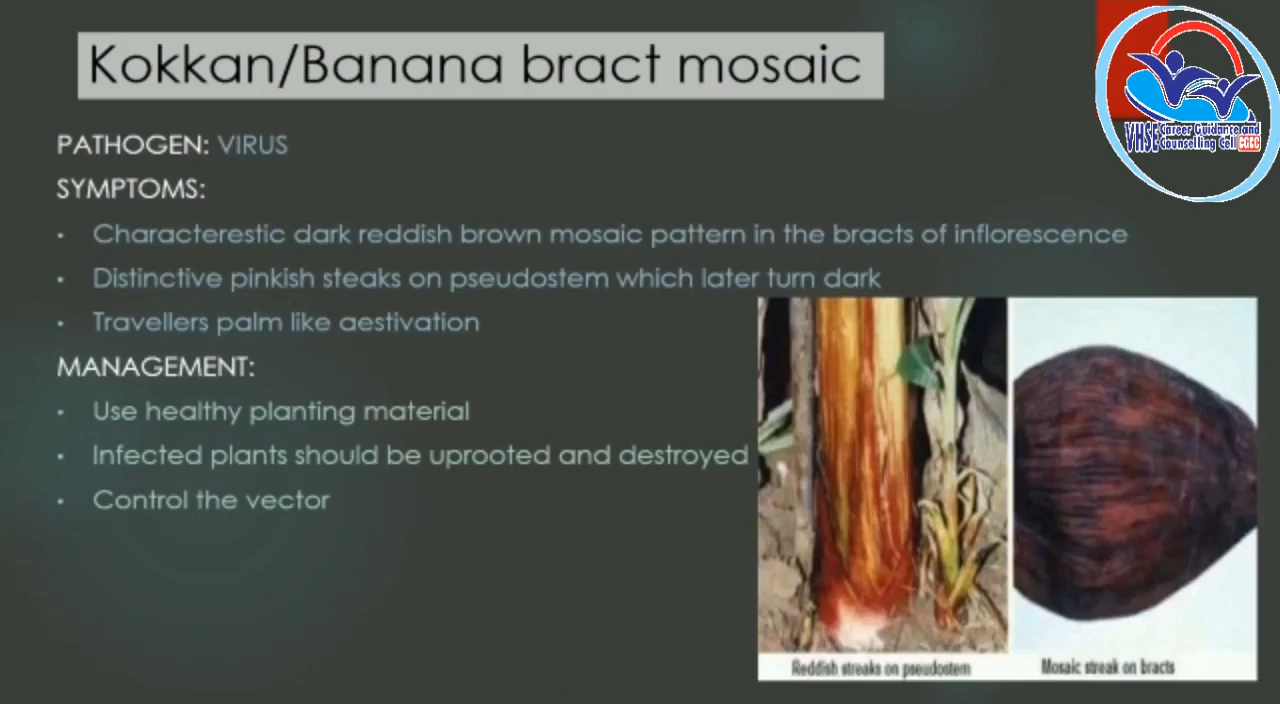 Kokkan/Banana bract mosaic
PATHOGEN: VIRUS
SYMPTOMS:
• Characterestic dark reddish brown mosaic pattern in the bracts of inflorescence
• Distinctive pinkish steaks on pseudostem which later turn dark
• Travellers palm like aestivation
MANAGEMENT:
• Use healthy planting material
• Infected plants should be uprooted and destroyed
• Control the vector
Reddish streaks on pseudostem
Mosaic streak on bracts
VHSE Career Guidance and
Counselling Cell CGCC